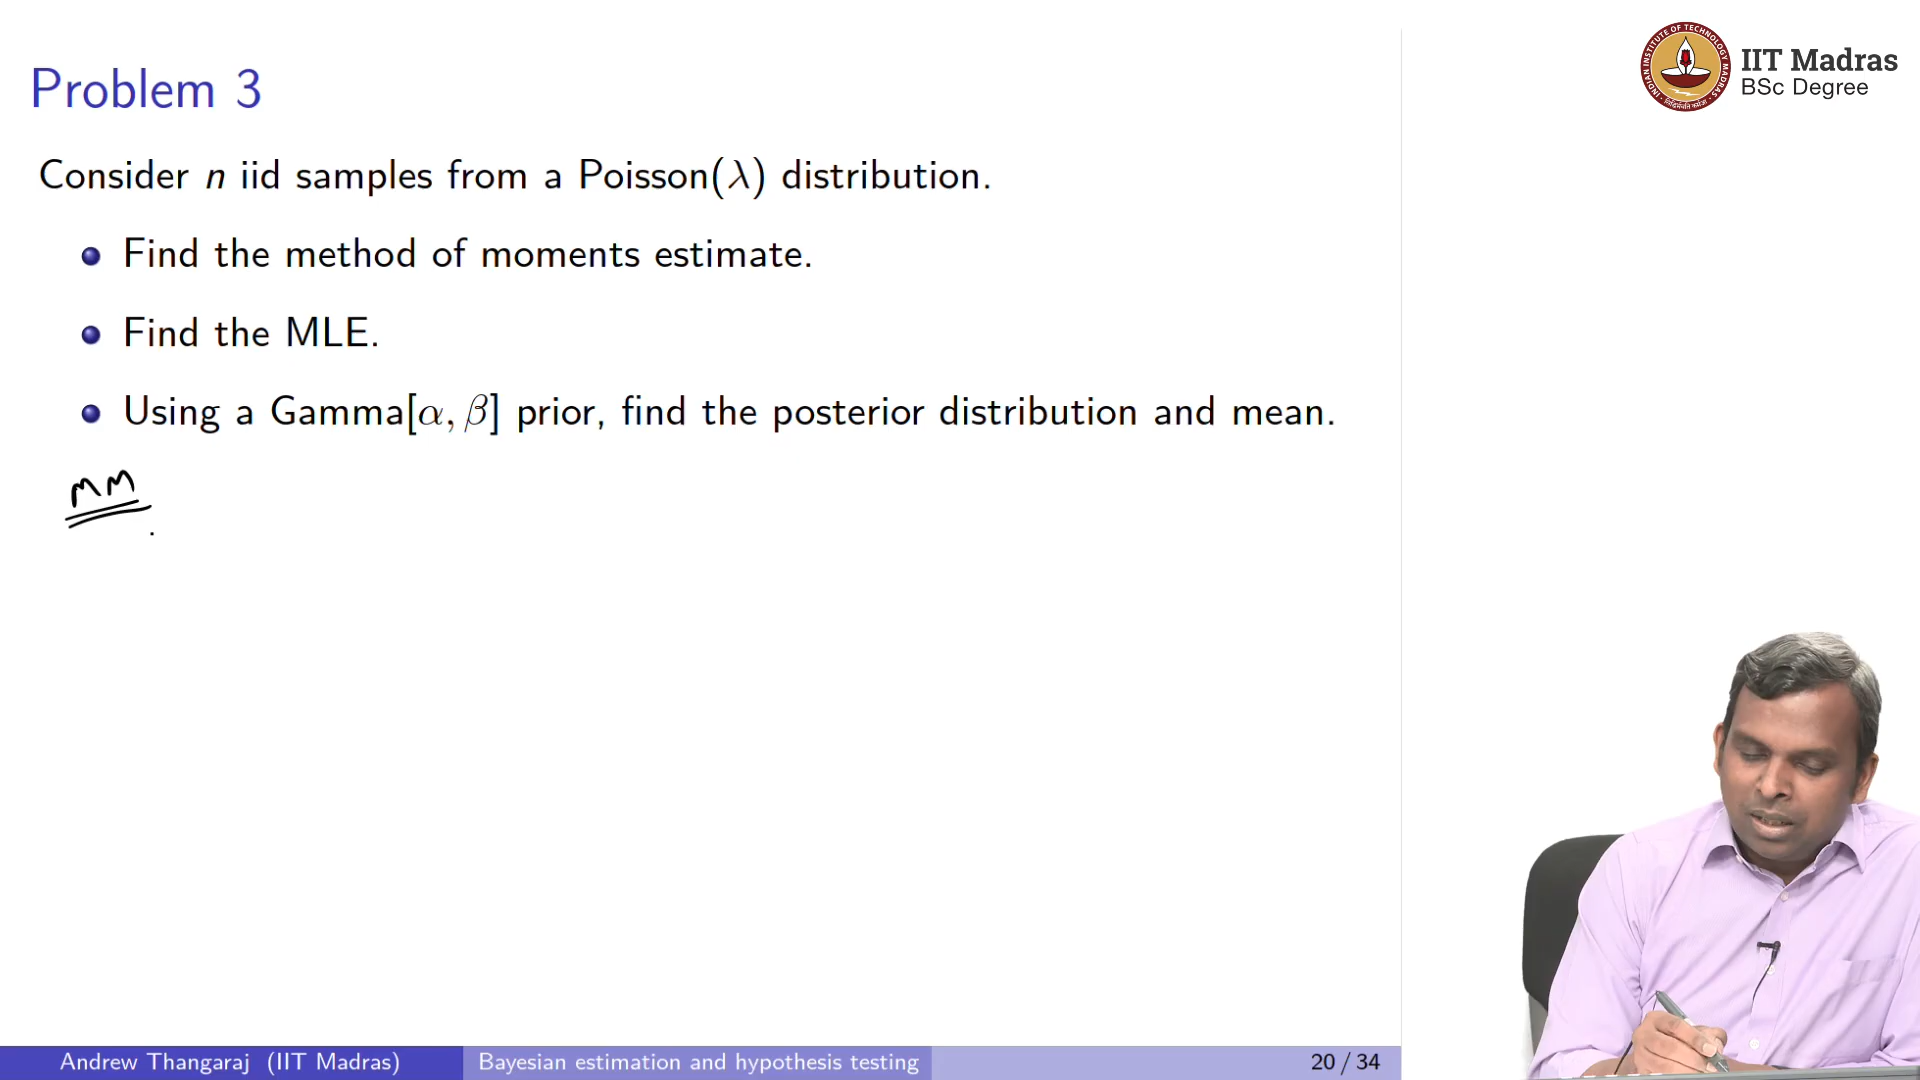 Problem 3
IIT Madras
BSc Degree
Consider n iid samples from a Poisson(λ) distribution.
Find the method of moments estimate.
Find the MLE.
Using a Gamma[α, β] prior, find the posterior distribution and mean.
MM
Andrew Thangaraj (IIT Madras) Bayesian estimation and hypothesis testing 20 / 34